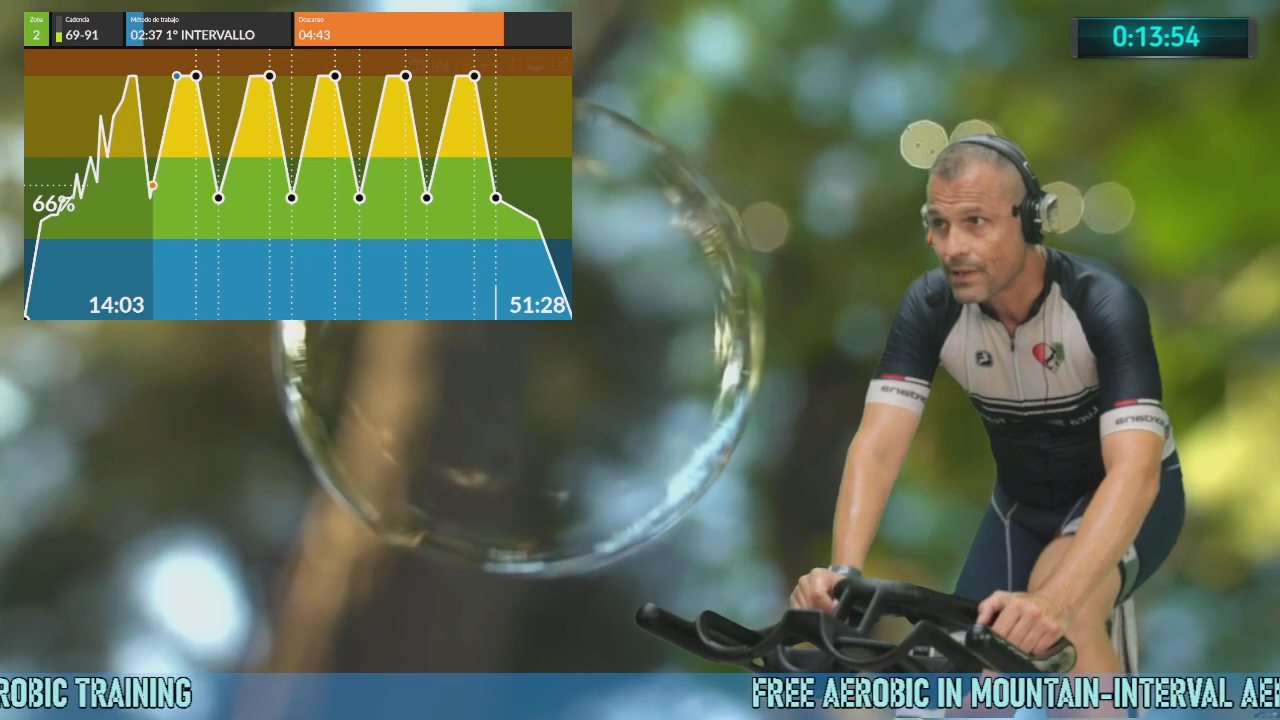 Zona
2
Cadencia
69-91
Método de trabajo
02:37 1° INTERVALLO
Descanso
04:43
0:13:54
66%
14:03
51:28
ROBIC TRAINING
FREE AEROBIC IN MOUNTAIN-INTERVAL AE